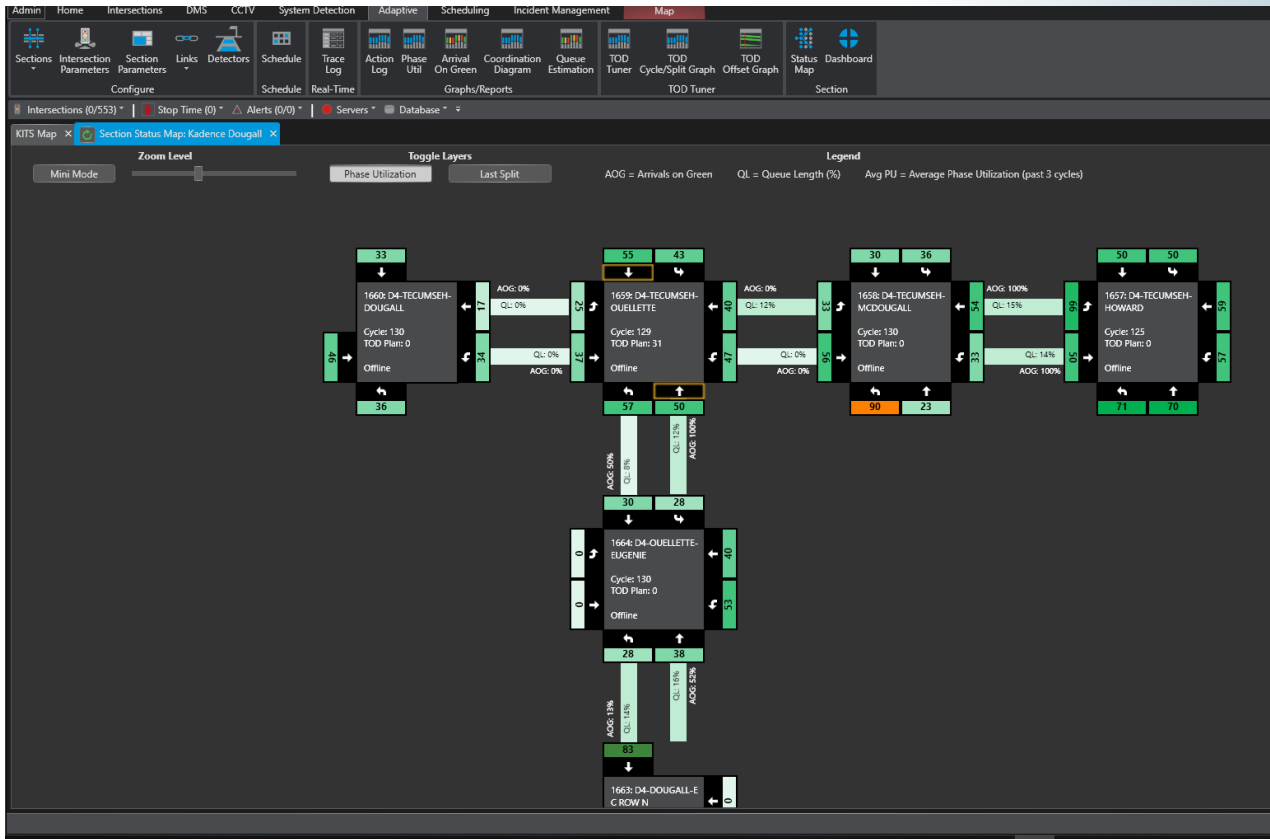 Admin Home Intersections DMS CCTV System Detection Adaptive Scheduling Incident Management Map
Sections Intersection Parameters Section Parameters Links Detectors Schedule Trace Log Action Log Phase Util Arrival On Green Coordination Diagram Queue Estimation TOD Tuner TOD Cycle/Split Graph TOD Offset Graph Status Map Dashboard
Configure Schedule Real-Time Graphs/Reports TOD Tuner Section
Intersections (0/553) Stop Time (0) Alerts (0/0) Servers Database
KITS Map × Section Status Map: Kadence Dougall ×
Zoom Level Toggle Layers Legend
Mini Mode Phase Utilization Last Split AOG = Arrivals on Green QL = Queue Length (%) Avg PU = Average Phase Utilization (past 3 cycles)
33
1660: D4-TECUMSEH-
DOUGALL
Cycle: 130
TOD Plan: 0
Offline
46
17
34
36
AOG: 0%
QL: 0%
QL: 0%
AOG: 0%
55 43
25
37
1659: D4-TECUMSEH-
OUELLETTE
Cycle: 129
TOD Plan: 31
Offline
40
47
57 50
AOG: 0%
QL: 12%
QL: 0%
AOG: 0%
30 36
33
56
1658: D4-TECUMSEH-
MCDOUGALL
Cycle: 130
TOD Plan: 0
Offline
54
33
90 23
AOG: 100%
QL: 15%
QL: 14%
AOG: 100%
50 50
66
50
1657: D4-TECUMSEH-
HOWARD
Cycle: 125
TOD Plan: 0
Offline
59
57
71 70
AOG: 50%
QL: 8%
QL: 12%
AOG: 100%
30 28
0
0
1664: D4-OUELLETTE-
EUGENIE
Cycle: 130
TOD Plan: 0
Offline
40
53
28 38
AOG: 13%
QL: 14%
QL: 16%
AOG: 52%
83
1663: D4-DOUGALL-E
C ROW N
0